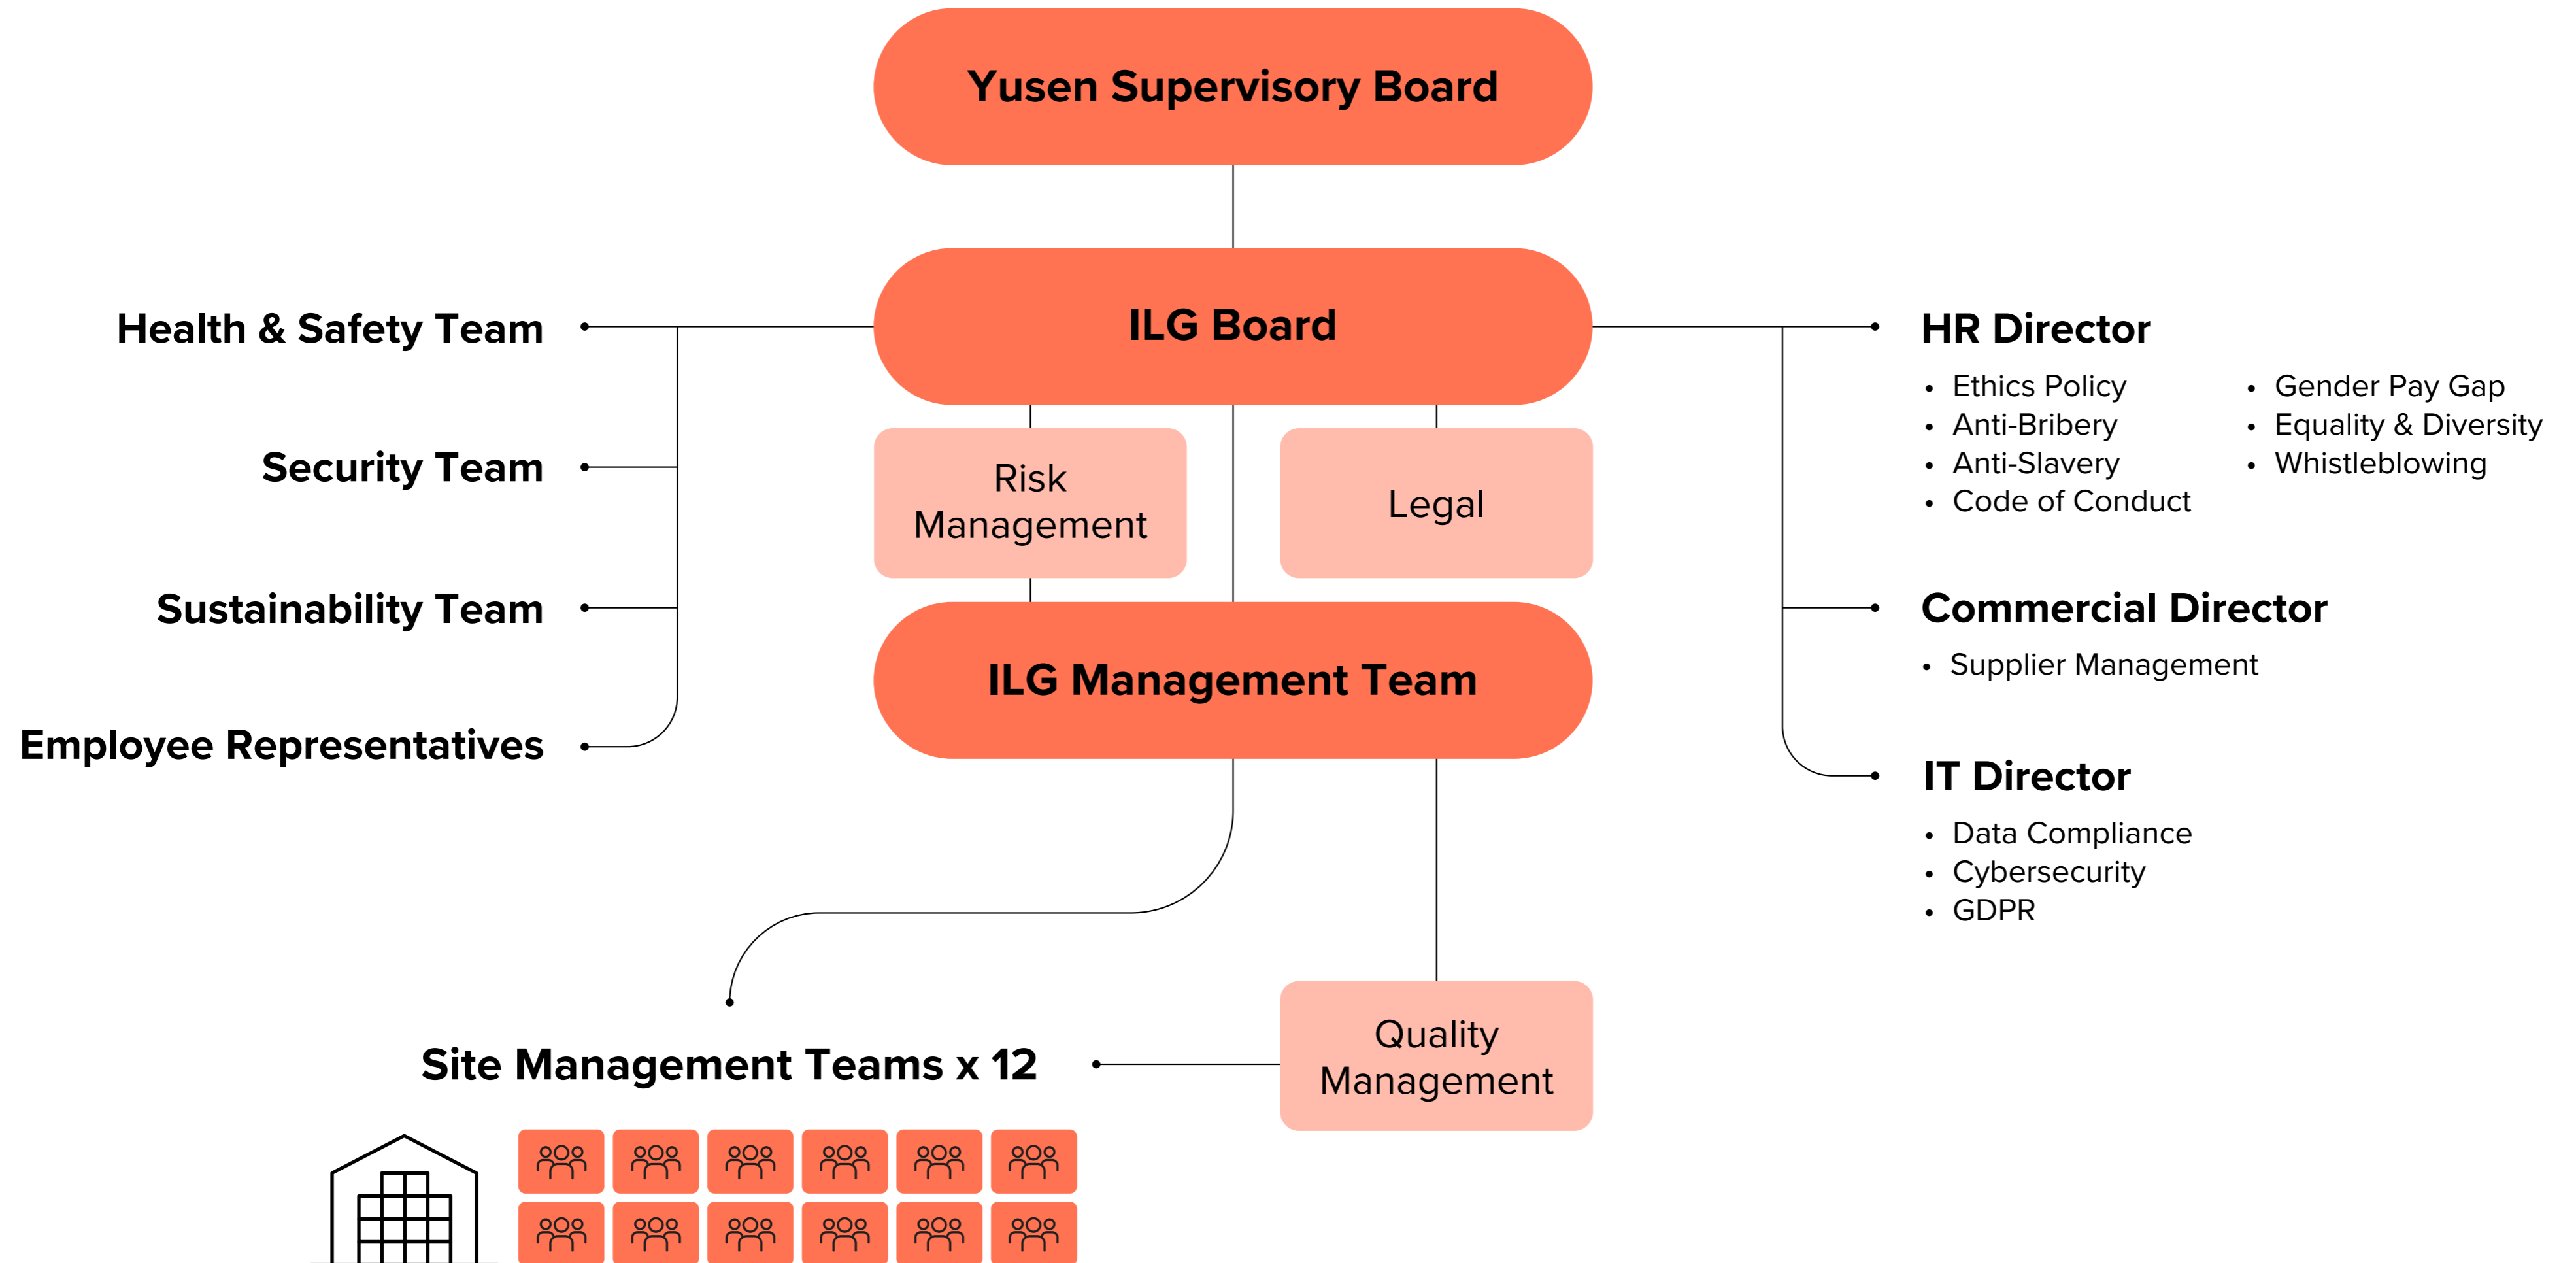 Yusen Supervisory Board
ILG Board
Health & Safety Team
Security Team
Sustainability Team
Employee Representatives
Risk
Management
Legal
ILG Management Team
HR Director
• Ethics Policy
• Anti-Bribery
• Anti-Slavery
• Code of Conduct
• Gender Pay Gap
• Equality & Diversity
• Whistleblowing
Commercial Director
• Supplier Management
IT Director
• Data Compliance
• Cybersecurity
• GDPR
Site Management Teams x 12
Quality
Management